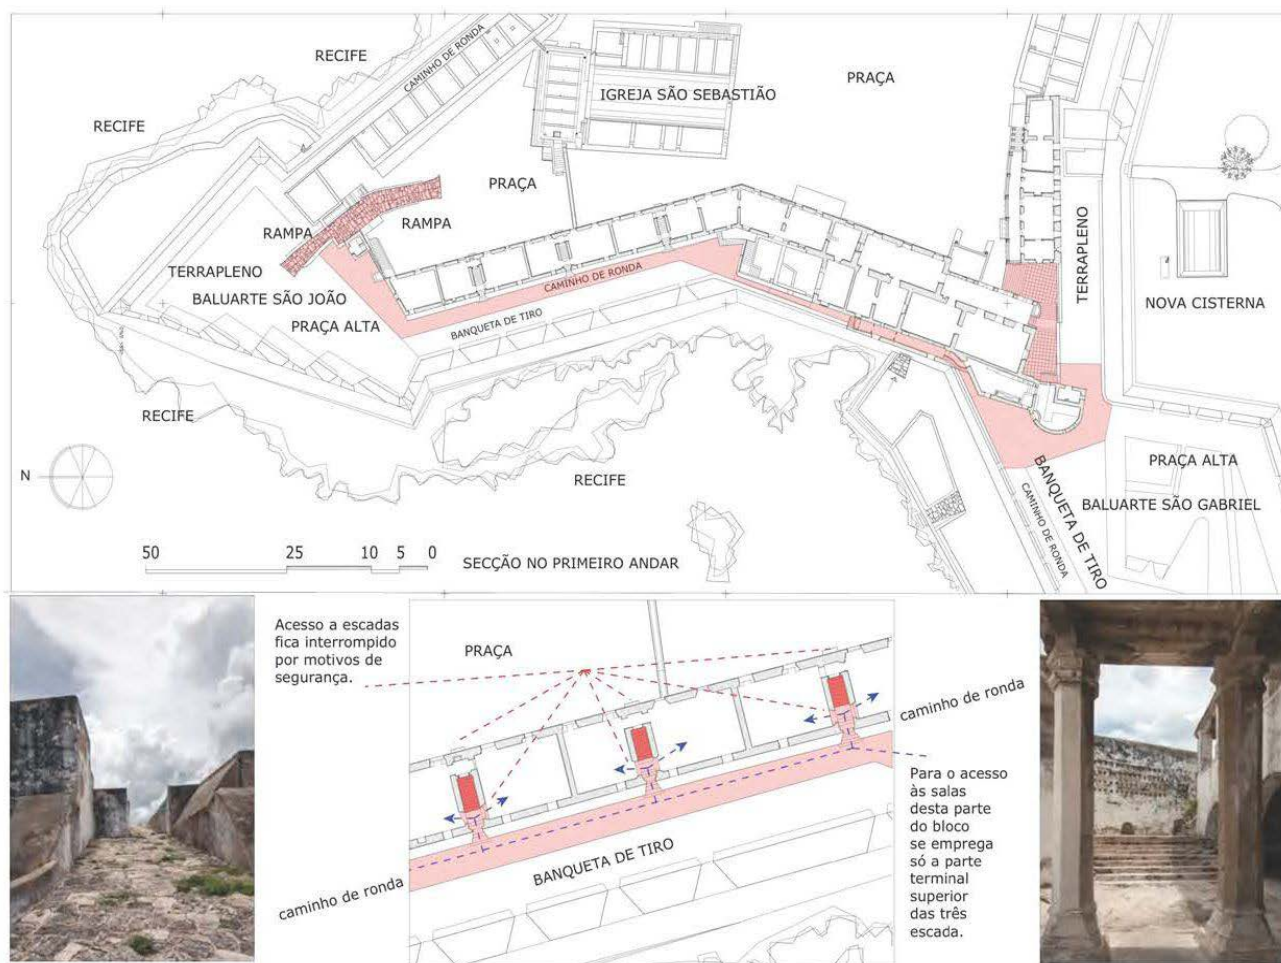 RECIFE
CAMINHO DE RONDA
RECIFE
IGREJA SÃO SEBASTIÃO
PRAÇA
PRAÇA
RAMPA
RAMPA
TERRAPLENO
BALUARTE SÃO JOÃO
PRAÇA ALTA
CAMINHO DE RONDA
BANQUETA DE TIRO
TERRAPLENO
NOVA CISTERNA
RECIFE
N
RECIFE
PRAÇA ALTA
BALUARTE SÃO GABRIEL
BANQUETA DE TIRO
CAMINHO DE RONDA
50 25 10 5 0
SECÇÃO NO PRIMEIRO ANDAR
Acesso a escadas
fica interrompido
por motivos de
segurança.
PRAÇA
caminho de ronda
BANQUETA DE TIRO
caminho de ronda
Para o acesso
às salas
desta parte
do bloco
se emprega
só a parte
terminal
superior
das três
escada.